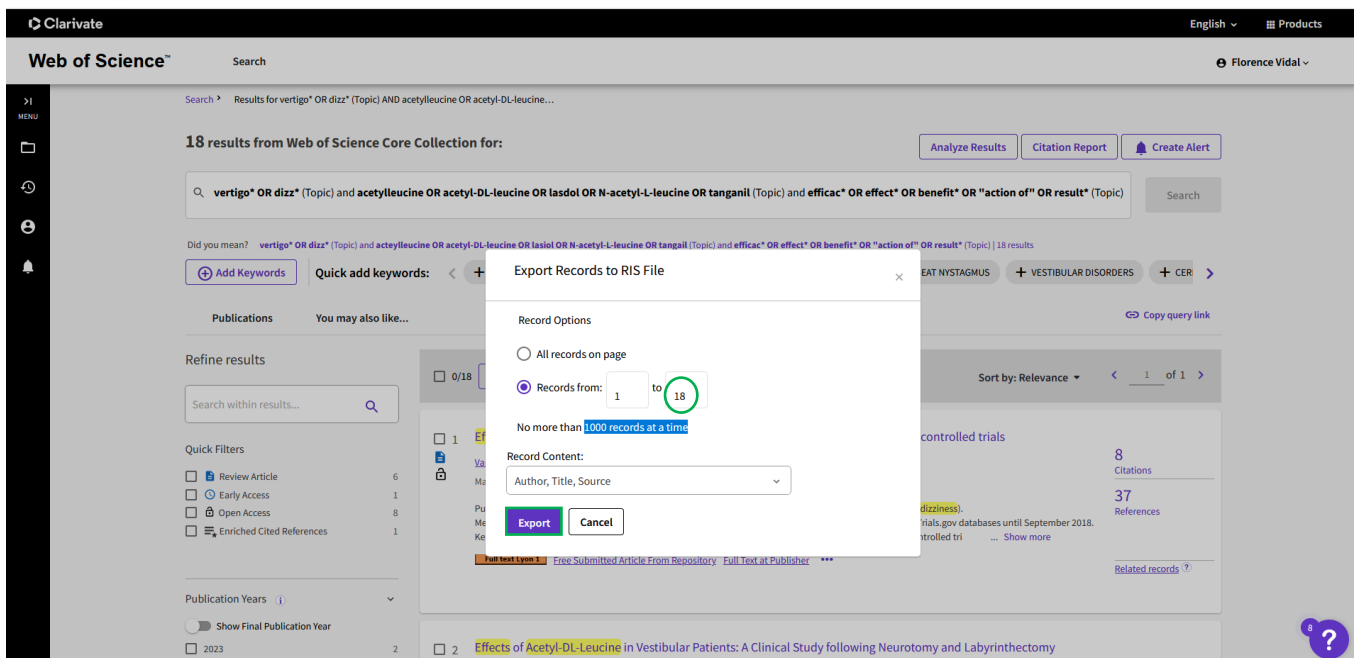 Clarivate
English
Products
Web of Science™
Search
Florence Vidal
MENU
Search > Results for vertigo* OR dizz* (Topic) AND acetylleucine OR acetyl-DL-leucine...
18 results from Web of Science Core Collection for:
Analyze Results
Citation Report
Create Alert
vertigo* OR dizz* (Topic) and acetylleucine OR acetyl-DL-leucine OR lasdol OR N-acetyl-L-leucine OR tanganil (Topic) and efficac* OR effect* OR benefit* OR "action of" OR result* (Topic)
Search
Did you mean? vertigo* OR dizz* (Topic) and acteylleucine OR acetyl-DL-leucine OR lasiol OR N-acetyl-L-leucine OR tangail (Topic) and efficac* OR effect* OR benefit* OR "action of" OR result* (Topic) | 18 results
Add Keywords
Quick add keywords:
EAT NYSTAGMUS
+ VESTIBULAR DISORDERS
+ CER
Publications
You may also like...
Copy query link
Export Records to RIS File
×
Record Options
All records on page
Records from: 1 to 18
No more than 1000 records at a time
Record Content:
Author, Title, Source
Export
Cancel
Refine results
Search within results...
0/18
Sort by: Relevance
1 of 1
Quick Filters
Review Article 6
Early Access 1
Open Access 8
Enriched Cited References 1
1
Ef
controlled trials
Va
Ma
Pu
dizziness).
Me
Trials.gov databases until September 2018.
Ke
ntrolled tri ... Show more
8
Citations
37
References
Full text Lyon 1
Free Submitted Article From Repository
Full Text at Publisher
•••
Related records ?
Publication Years i
Show Final Publication Year
2023 2
2
Effects of Acetyl-DL-Leucine in Vestibular Patients: A Clinical Study following Neurotomy and Labyrinthectomy
8
?